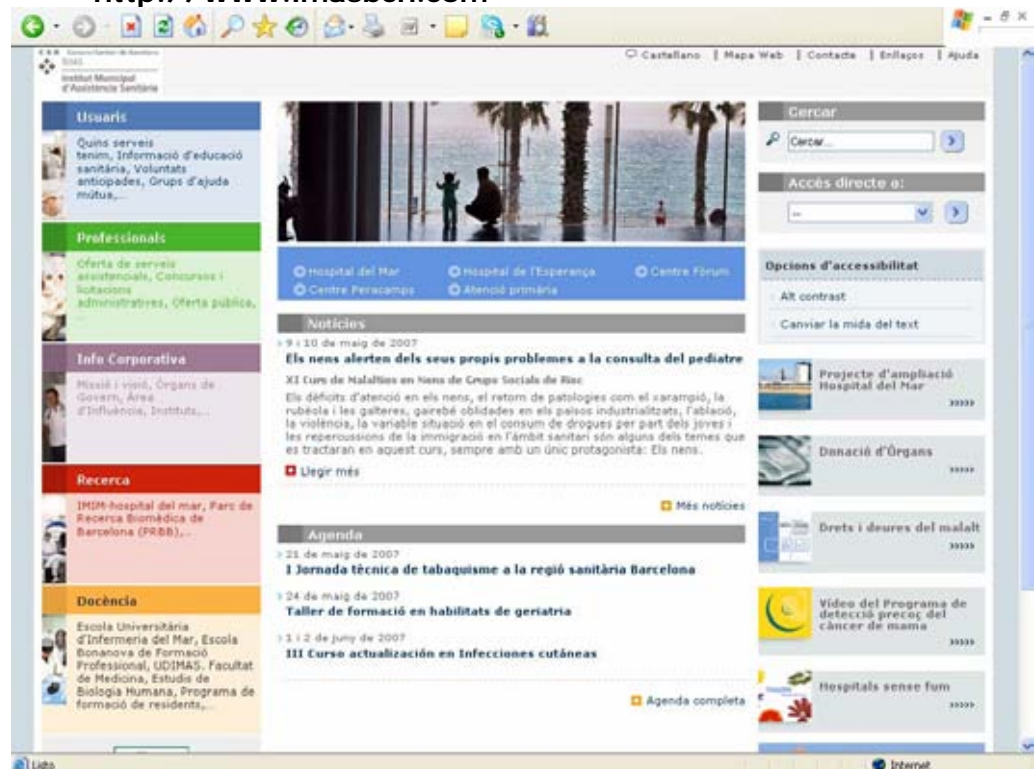 Castellano | Mapa Web | Contacte | Enllaços | Ajuda
Institut Municipal
d'Assistència Sanitària
Usuaris
Quins serveis
tenim, Informació d'educació
sanitària, Voluntats
anticipades, Grups d'ajuda
mútua,...
Professionals
Oferta de serveis
assistencials, Concursos i
licitacions
administratives, Oferta pública,
...
Info Corporativa
Missió i visió, Òrgans de
Govern, Àrea
d'Influència, Instituts,...
Recerca
IMIM-hospital del mar, Parc de
Recerca Biomèdica de
Barcelona (PRBB),...
Docència
Escola Universitària
d'Infermeria del Mar, Escola
Bonanova de Formació
Professional, UDIMAS. Facultat
de Medicina, Estudis de
Biologia Humana, Programa de
formació de residents,...
Hospital del Mar
Hospital de l'Esperança
Centre Fòrum
Centre Peracamps
Atenció primària
Notícies
9 i 10 de maig de 2007
Els nens alerten dels seus propis problemes a la consulta del pediatre
XI Curs de Malalties en Nens de Grups Socials de Risc
Els dèficits d'atenció en els nens, el retorn de patologies com el xarampió, la
rubèola i les galteres, gairebé oblidades en els països industrialitzats, l'ablació,
la violència, la variable situació en el consum de drogues per part dels joves i
les repercussions de la immigració en l'àmbit sanitari són alguns dels temes que
es tractaran en aquest curs, sempre amb un únic protagonista: Els nens.
Llegir més
Més notícies
Agenda
21 de maig de 2007
I Jornada tècnica de tabaquisme a la regió sanitària Barcelona
24 de maig de 2007
Taller de formació en habilitats de geriatria
1 i 2 de juny de 2007
III Curso actualización en Infecciones cutáneas
Agenda completa
Cercar
Cercar...
Accés directe a:
--
Opcions d'accessibilitat
Alt contrast
Canviar la mida del text
Projecte d'ampliació
Hospital del Mar
›››››
Donació d'Òrgans
›››››
Drets i deures del malalt
›››››
Vídeo del Programa de
detecció precoç del
càncer de mama
›››››
Hospitals sense fum
›››››
Listo
Internet